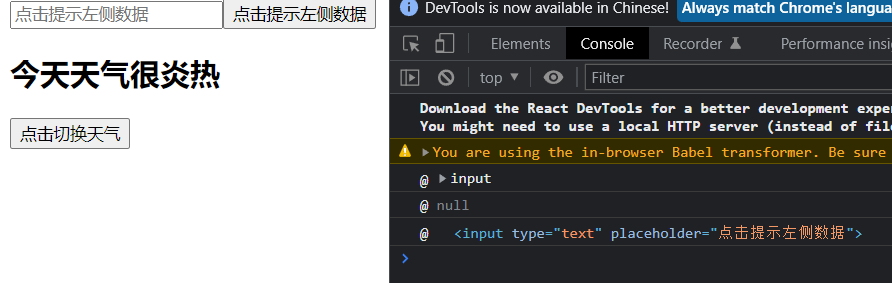 点击提示左侧数据 点击提示左侧数据
今天天气很炎热
点击切换天气
DevTools is now available in Chinese! Always match Chrome's langua
Elements Console Recorder Performance insi
top Filter
Download the React DevTools for a better development expe
You might need to use a local HTTP server (instead of fil
You are using the in-browser Babel transformer. Be sure
@ input
@ null
@ <input type="text" placeholder="点击提示左侧数据">